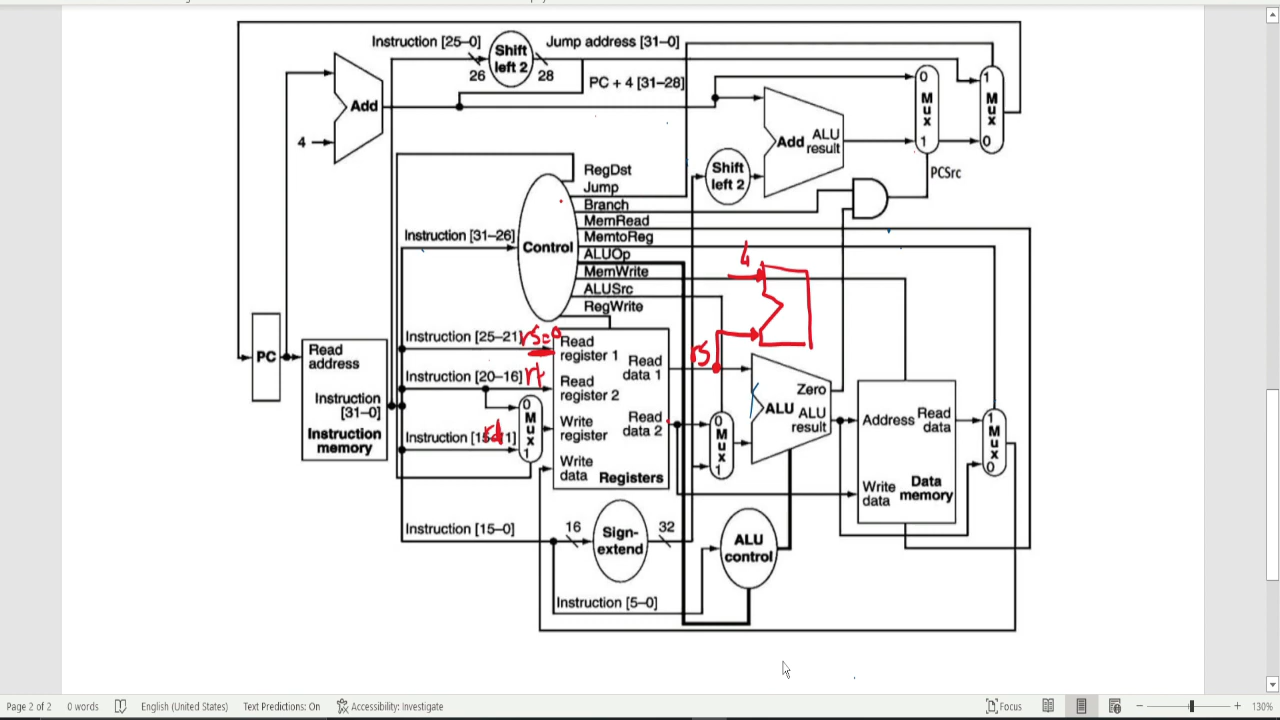 Instruction [25–0]
Shift
left 2
Jump address [31–0]
26
28
PC + 4 [31–28]
Add
4
Add ALU
result
Shift
left 2
0
M
u
x
1
1
M
u
x
0
PCSrc
RegDst
Jump
Branch
MemRead
MemtoReg
ALUOp
MemWrite
ALUSrc
RegWrite
Instruction [31–26]
Control
4
PC
Read
address
Instruction
[31–0]
Instruction
memory
Instruction [25–21]
rs=0
Instruction [20–16]
rt
rd
0
M
u
x
1
Read
register 1
Read
register 2
Write
register
Write
data
Read
data 1
Read
data 2
Registers
rs
0
M
u
x
1
Zero
ALU ALU
result
Address
Read
data
Write
data
Data
memory
1
M
u
x
0
Instruction [15–0]
16
Sign-
extend
32
ALU
control
Instruction [5–0]
Page 2 of 2
0 words
English (United States)
Text Predictions: On
Accessibility: Investigate
Focus
130%